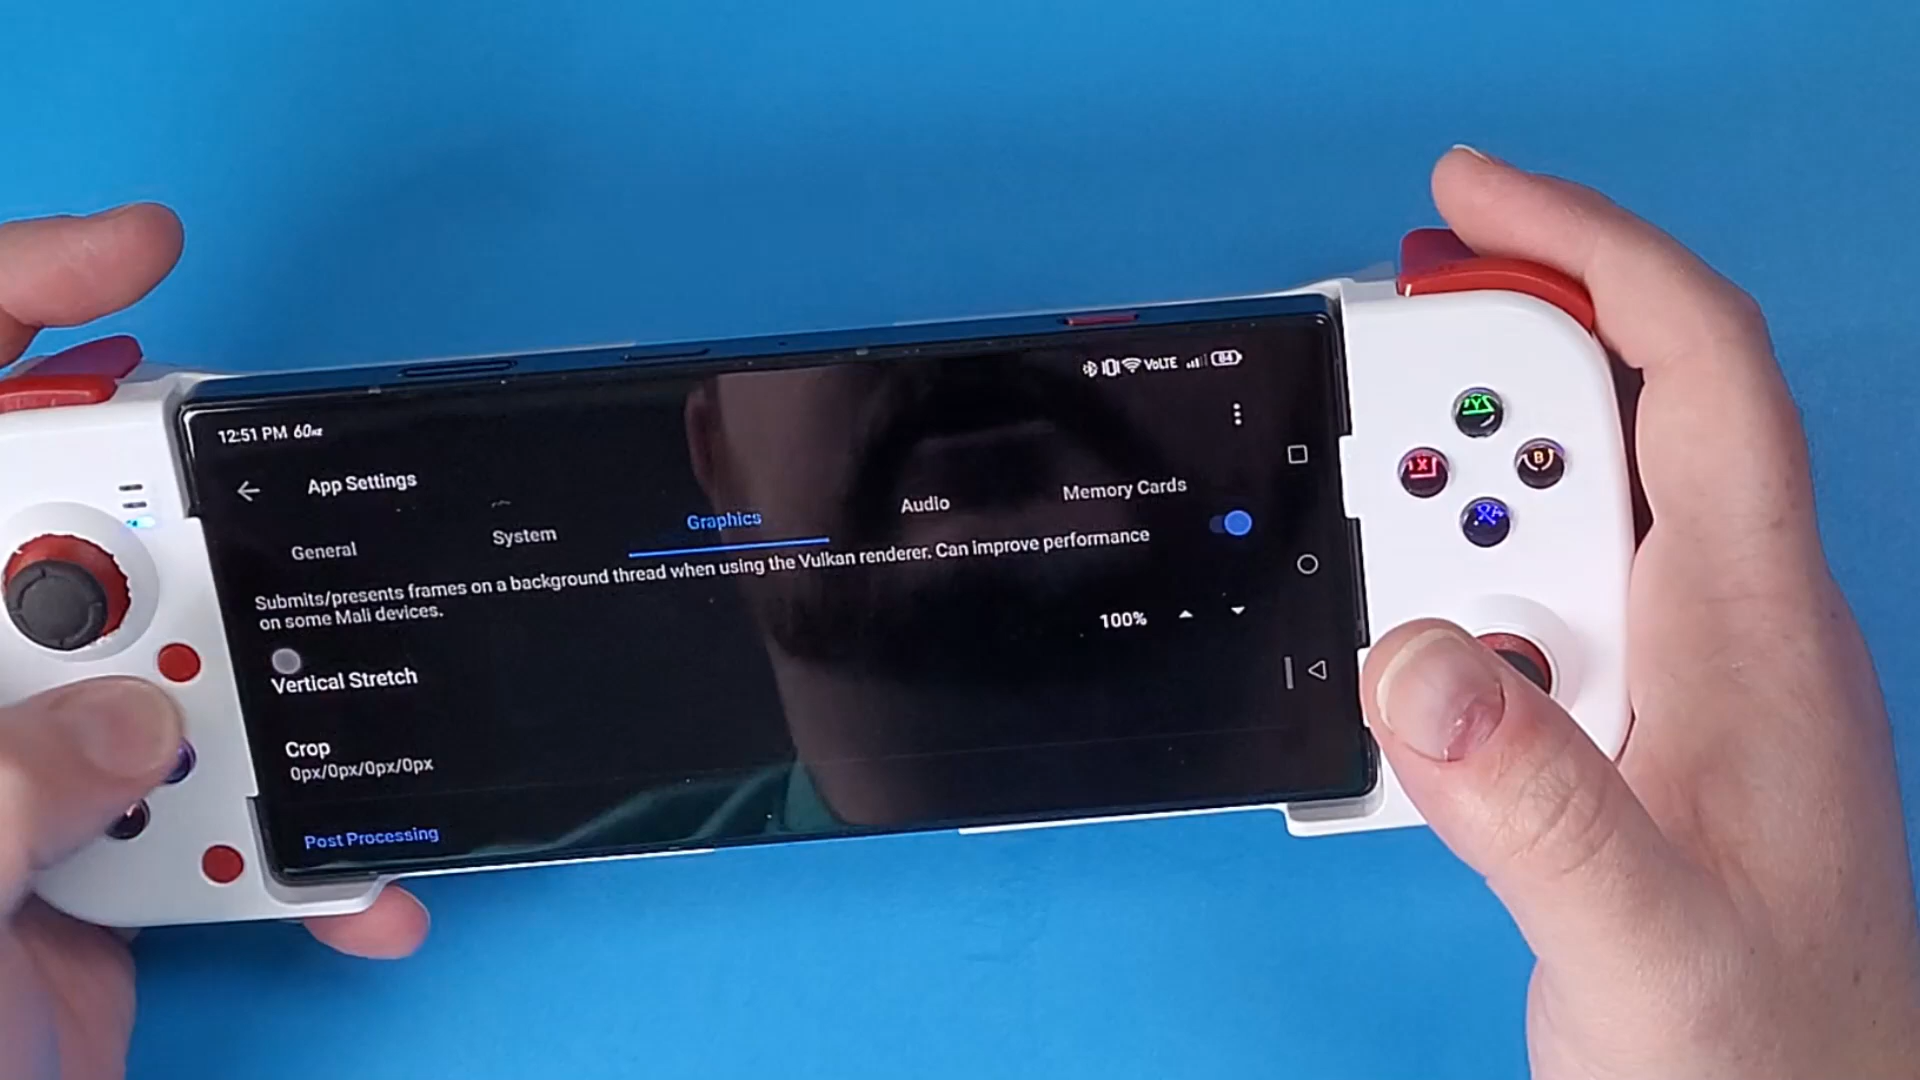 12:51 PM 60HZ
VoLTE 84
App Settings
General System Graphics Audio Memory Cards
Submits/presents frames on a background thread when using the Vulkan renderer. Can improve performance
on some Mali devices.
100%
Vertical Stretch
Crop
0px/0px/0px/0px
Post Processing
Y
X
B
A